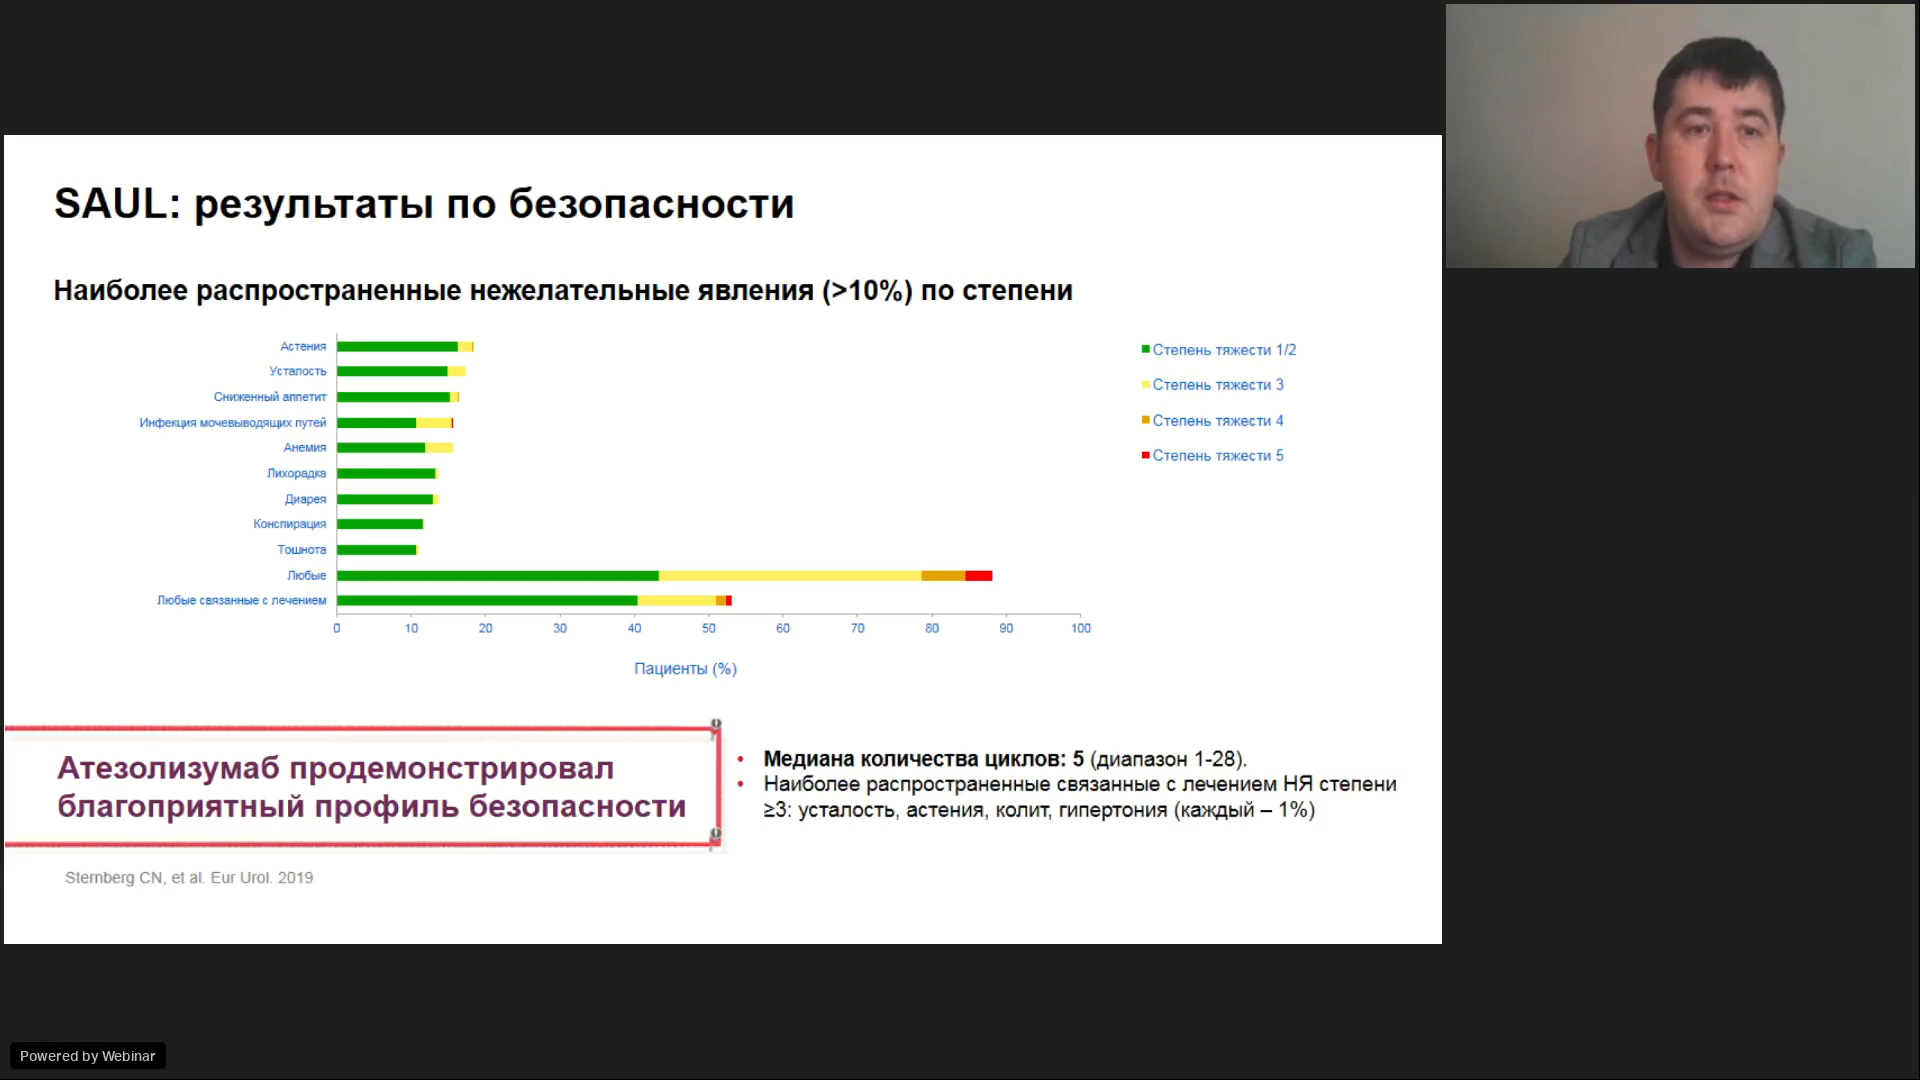 SAUL: результаты по безопасности
Наиболее распространенные нежелательные явления (>10%) по степени
Астения
Усталость
Сниженный аппетит
Инфекция мочевыводящих путей
Анемия
Лихорадка
Диарея
Конспирация
Тошнота
Любые
Любые связанные с лечением
0 10 20 30 40 50 60 70 80 90 100
Пациенты (%)
Степень тяжести 1/2
Степень тяжести 3
Степень тяжести 4
Степень тяжести 5
Атезолизумаб продемонстрировал
благоприятный профиль безопасности
• Медиана количества циклов: 5 (диапазон 1-28).
• Наиболее распространенные связанные с лечением НЯ степени
≥3: усталость, астения, колит, гипертония (каждый – 1%)
Sternberg CN, et al. Eur Urol. 2019
Powered by Webinar